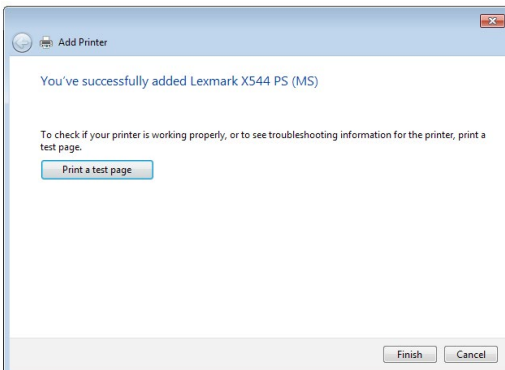 Add Printer
You've successfully added Lexmark X544 PS (MS)
To check if your printer is working properly, or to see troubleshooting information for the printer, print a
test page.
Print a test page
Finish Cancel